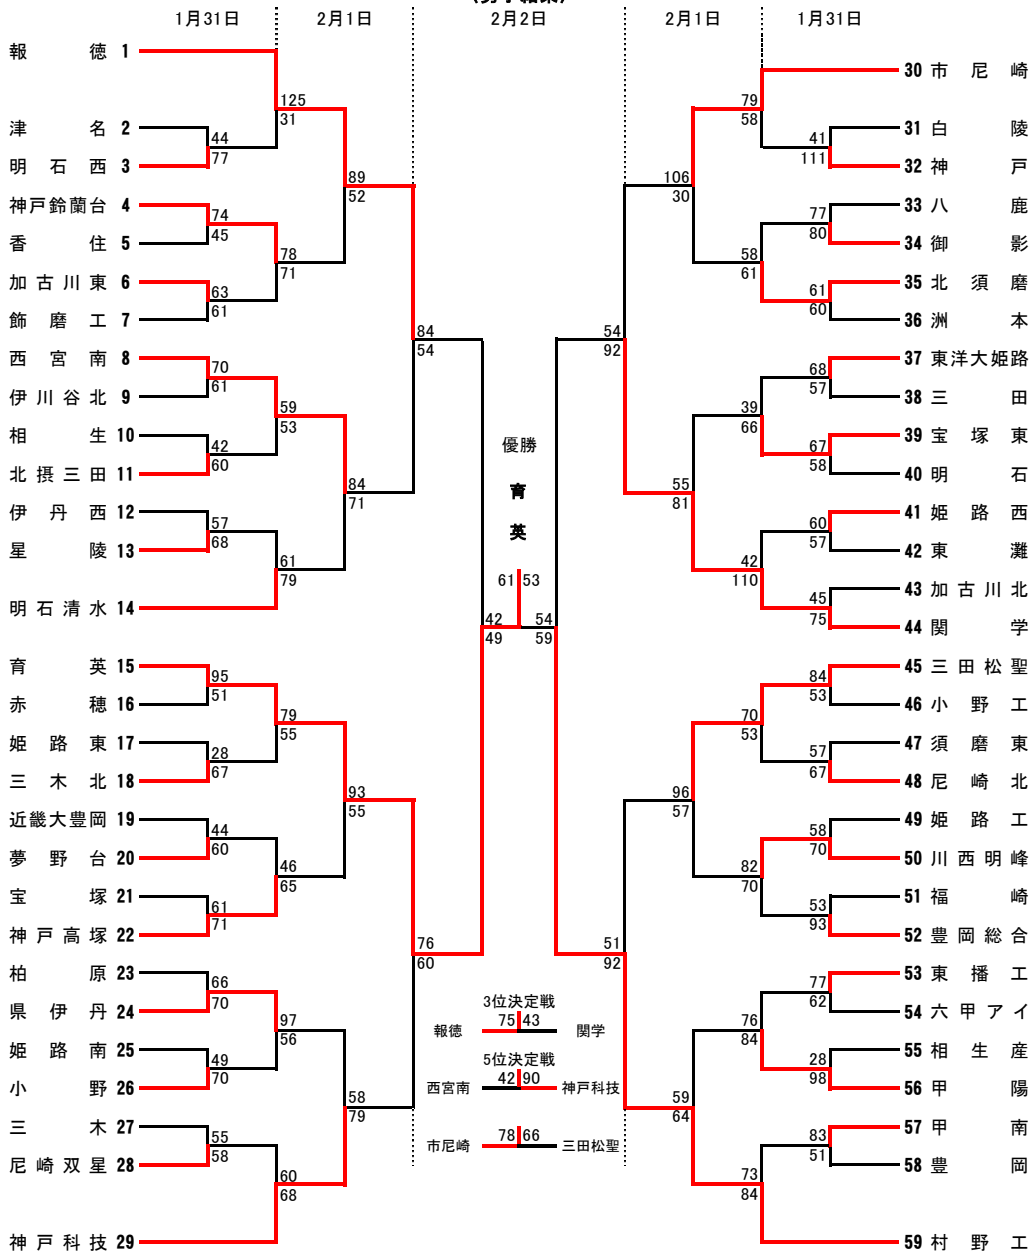 1月31日 2月1日 2月2日 2月1日 1月31日
報徳 1
津名 2
明石西 3
神戸鈴蘭台 4
香住 5
加古川東 6
飾磨工 7
西宮南 8
伊川谷北 9
相生 10
北摂三田 11
伊丹西 12
星陵 13
明石清水 14
育英 15
赤穂 16
姫路東 17
三木北 18
近畿大豊岡 19
夢野台 20
宝塚 21
神戸高塚 22
柏原 23
県伊丹 24
姫路南 25
小野 26
三木 27
尼崎双星 28
神戸科技 29
44
77
74
45
63
61
70
61
42
60
57
68
95
51
28
67
44
60
61
71
66
70
49
70
55
58
125
31
78
71
59
53
61
79
79
55
46
65
97
56
60
68
89
52
84
71
93
55
58
79
84
54
76
60
42
49
優勝
育
英
61 53
54
59
3位決定戦
報徳 75 43 関学
5位決定戦
西宮南 42 90 神戸科技
市尼崎 78 66 三田松聖
54
92
51
92
106
30
55
81
96
57
59
64
79
58
58
61
39
66
42
110
70
53
82
70
76
84
73
84
41
111
77
80
61
60
68
57
67
58
60
57
45
75
84
53
57
67
58
70
53
93
77
62
28
98
83
51
30 市尼崎
31 白陵
32 神戸
33 八鹿
34 御影
35 北須磨
36 洲本
37 東洋大姫路
38 三田
39 宝塚東
40 明石
41 姫路西
42 東灘
43 加古川北
44 関学
45 三田松聖
46 小野工
47 須磨東
48 尼崎北
49 姫路工
50 川西明峰
51 福崎
52 豊岡総合
53 東播工
54 六甲アイ
55 相生産
56 甲陽
57 甲南
58 豊岡
59 村野工